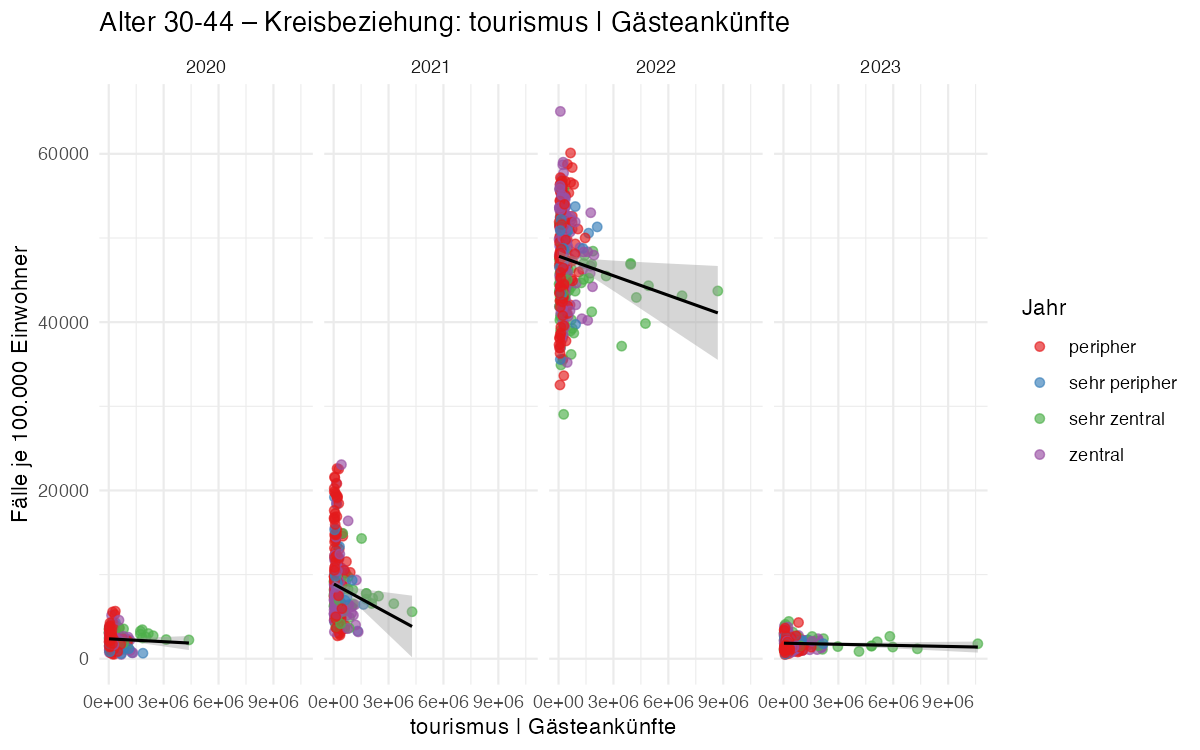 Alter 30-44 – Kreisbeziehung: tourismus | Gästeankünfte
2020 2021 2022 2023
60000
40000
20000
0
Fälle je 100.000 Einwohner
0e+00 3e+06 6e+06 9e+06 0e+00 3e+06 6e+06 9e+06 0e+00 3e+06 6e+06 9e+06 0e+00 3e+06 6e+06 9e+06
tourismus | Gästeankünfte
Jahr
peripher
sehr peripher
sehr zentral
zentral